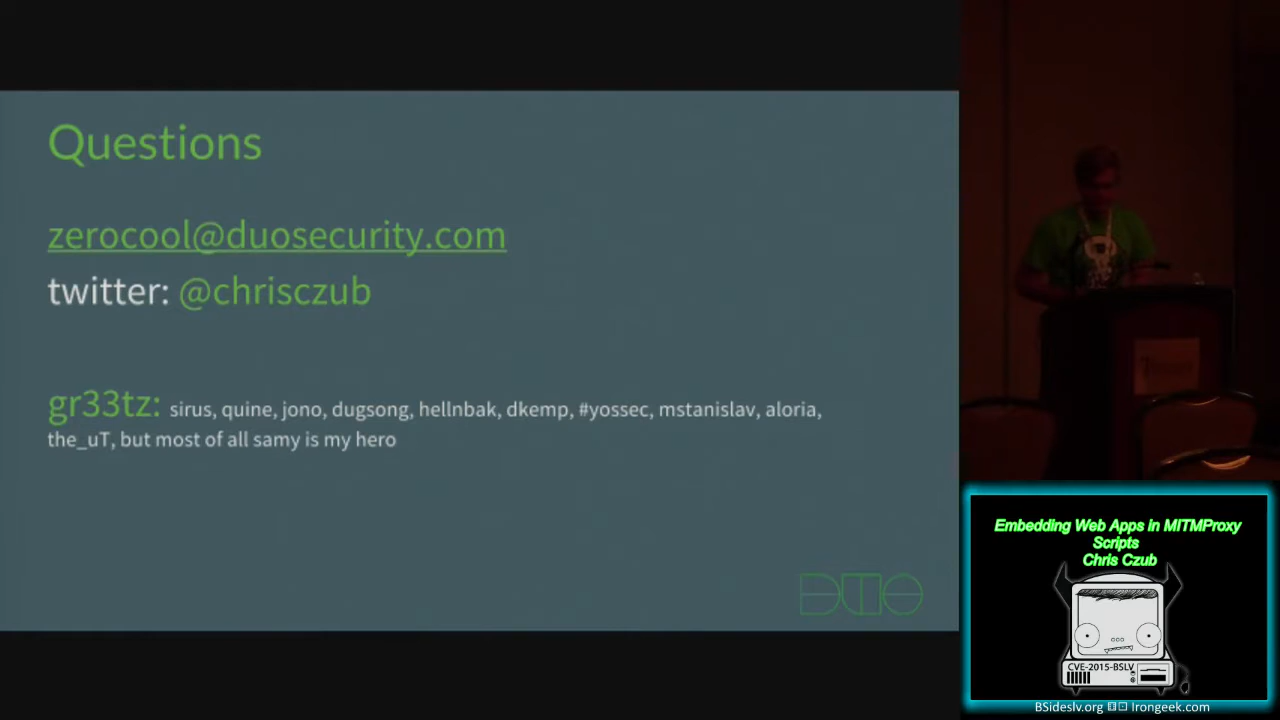 Questions
zerocool@duosecurity.com
twitter: @chrisczub
gr33tz: sirus, quine, jono, dugsong, hellnbak, dkemp, #yossec, mstanislav, aloria,
the_uT, but most of all samy is my hero
DUO
Embedding Web Apps in MITMProxy
Scripts
Chris Czub
CVE-2015-BSLV
BSideslv.org Irongeek.com